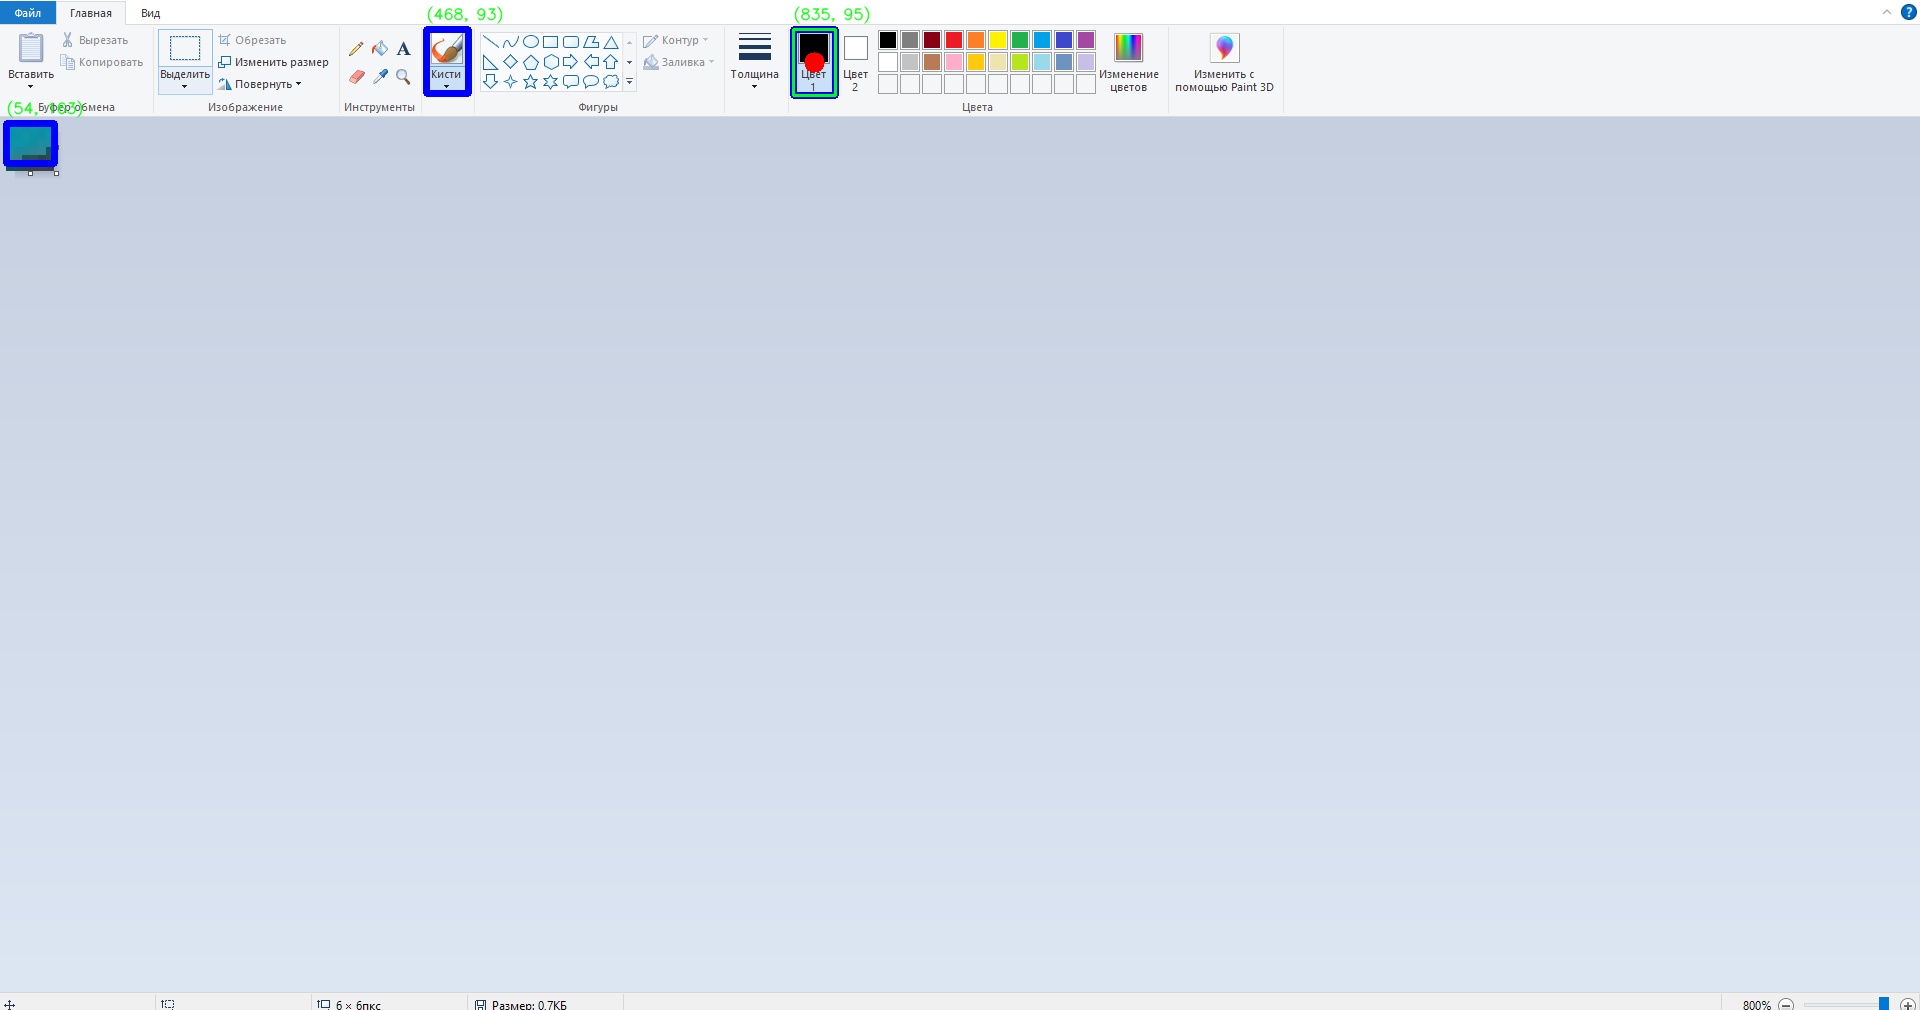 Файл Главная Вид (468, 93) (835, 95)
Вставить
Вырезать
Копировать
Буфер обмена
Выделить
Обрезать
Изменить размер
Повернуть
Изображение
A
Инструменты
Кисти
Фигуры
Контур
Заливка
Толщина
Цвет
1
Цвет
2
Изменение
цветов
Цвета
Изменить с
помощью Paint 3D
(54, 163)
6 × 6пкс
Размер: 0,7КБ
800%